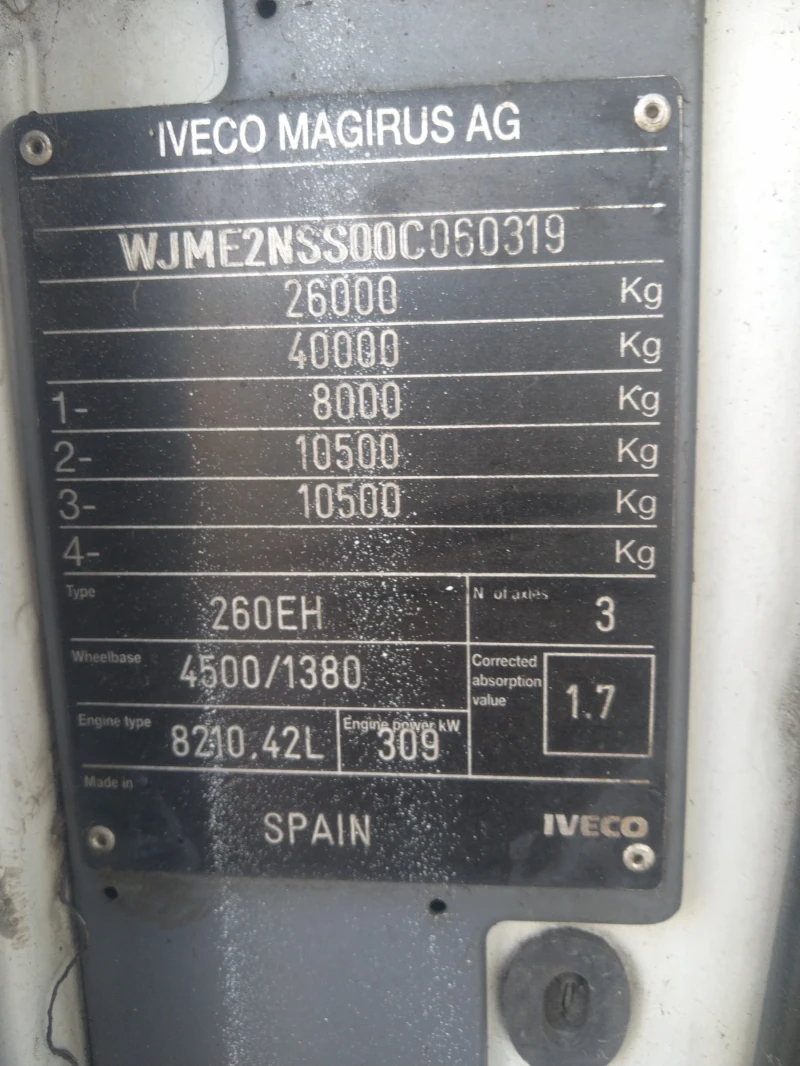 IVECO MAGIRUS AG
WJME2NSS00C060319
26000 Kg
40000 Kg
1- 8000 Kg
2- 10500 Kg
3- 10500 Kg
4- Kg
Type 260EH N of axles 3
Wheelbase 4500/1380
Corrected absorption value 1.7
Engine type 8210.42L Engine power kW 309
Made in SPAIN IVECO